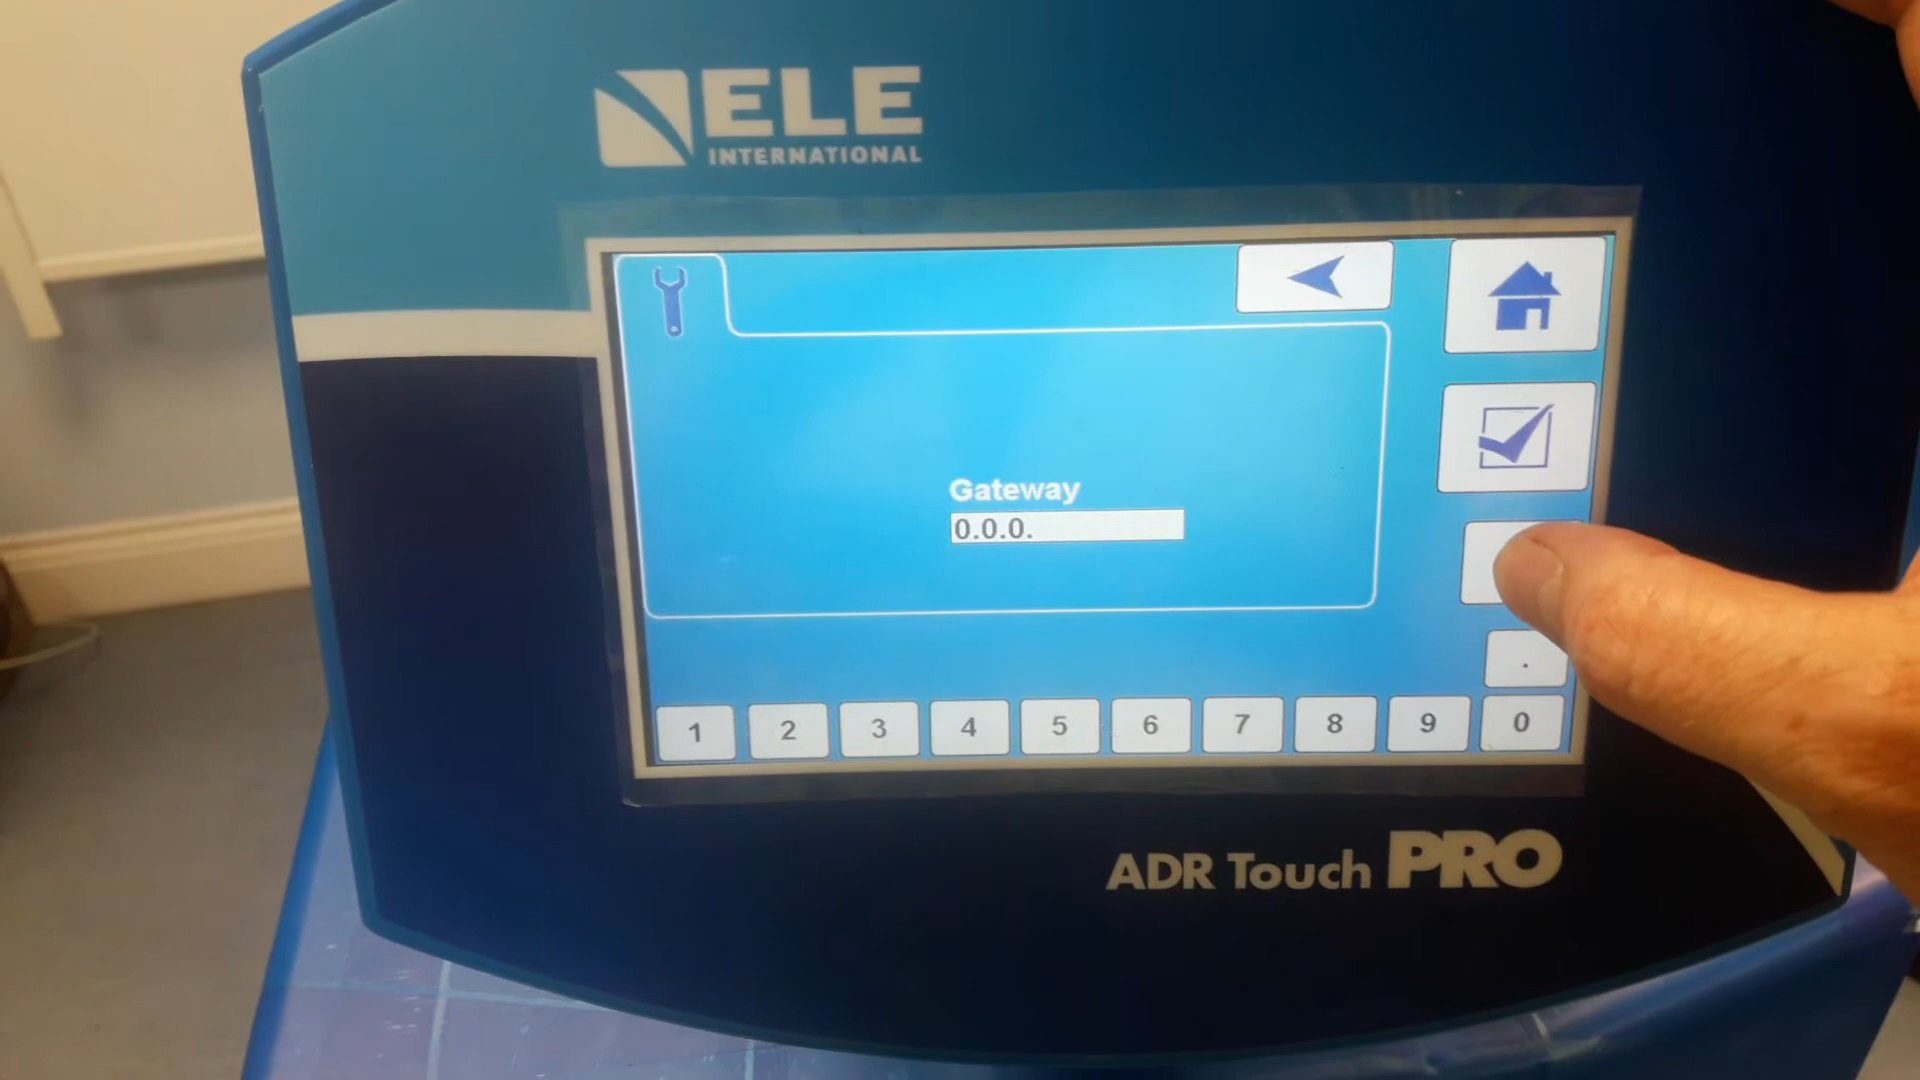 ELE
INTERNATIONAL
Gateway
0.0.0.
.
1 2 3 4 5 6 7 8 9 0
ADR Touch PRO